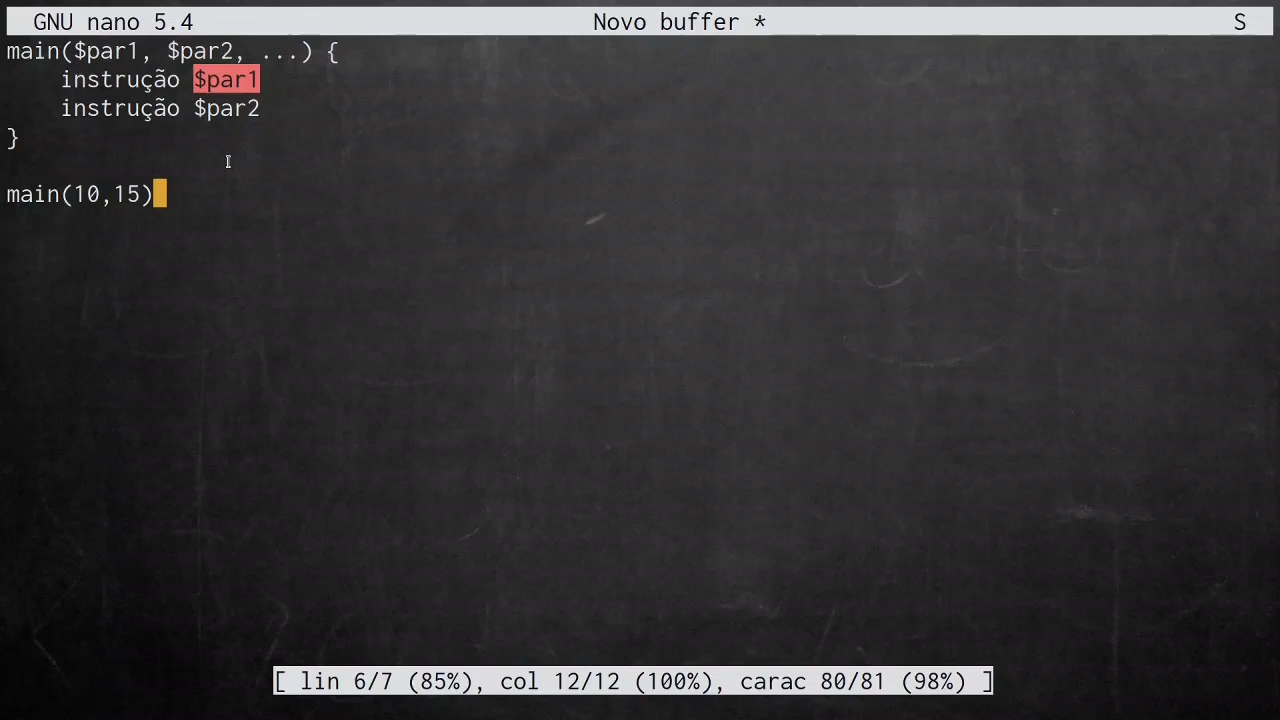 GNU nano 5.4 Novo buffer * S
main($par1, $par2, ...) {
    instrução $par1
    instrução $par2
}
main(10,15)
[ lin 6/7 (85%), col 12/12 (100%), carac 80/81 (98%) ]